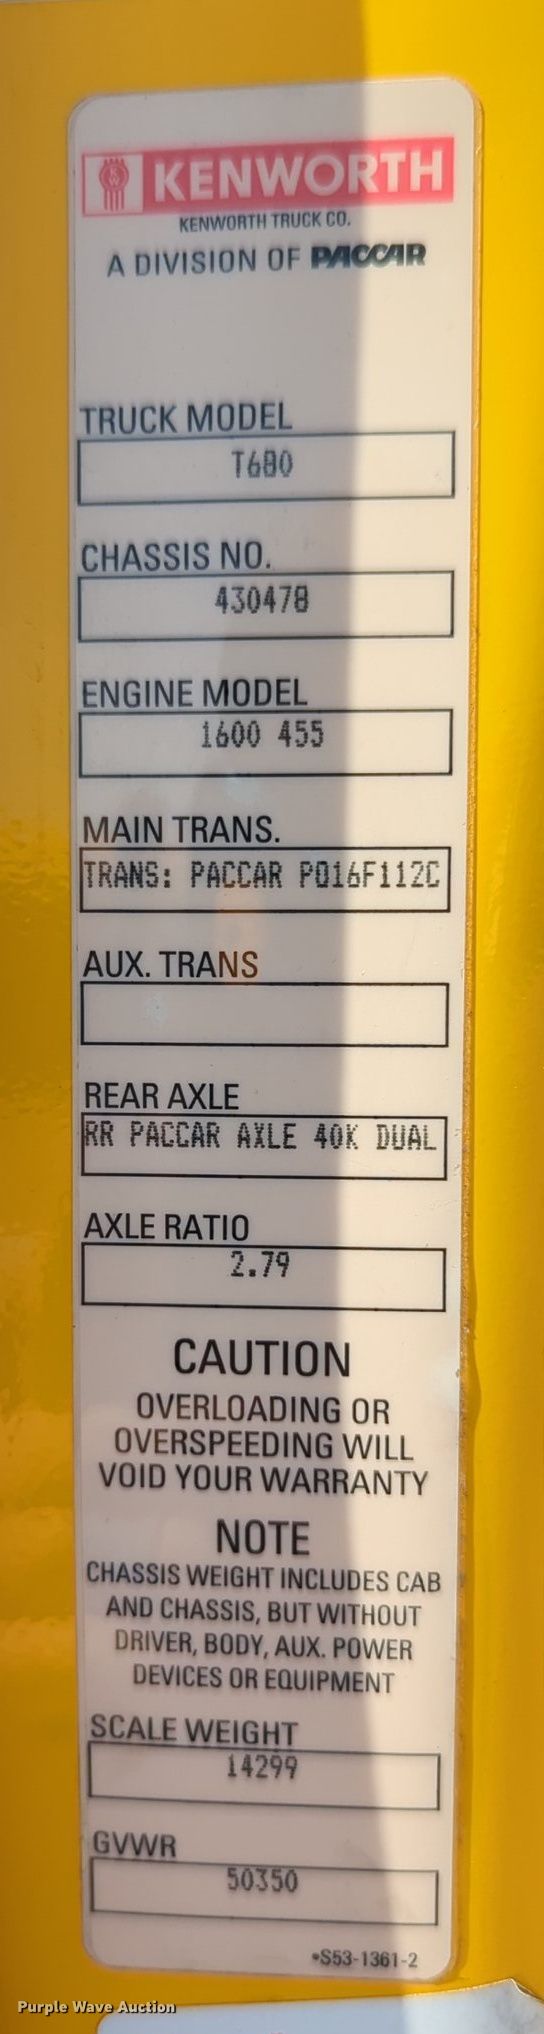 KENWORTH
KENWORTH TRUCK CO.
A DIVISION OF PACCAR
TRUCK MODEL
T680
CHASSIS NO.
430478
ENGINE MODEL
1600 455
MAIN TRANS.
TRANS: PACCAR PO16F112C
AUX. TRANS
REAR AXLE
RR PACCAR AXLE 40K DUAL
AXLE RATIO
2.79
CAUTION
OVERLOADING OR
OVERSPEEDING WILL
VOID YOUR WARRANTY
NOTE
CHASSIS WEIGHT INCLUDES CAB
AND CHASSIS, BUT WITHOUT
DRIVER, BODY, AUX. POWER
DEVICES OR EQUIPMENT
SCALE WEIGHT
14299
GVWR
50350
•S53-1361-2
Purple Wave Auction